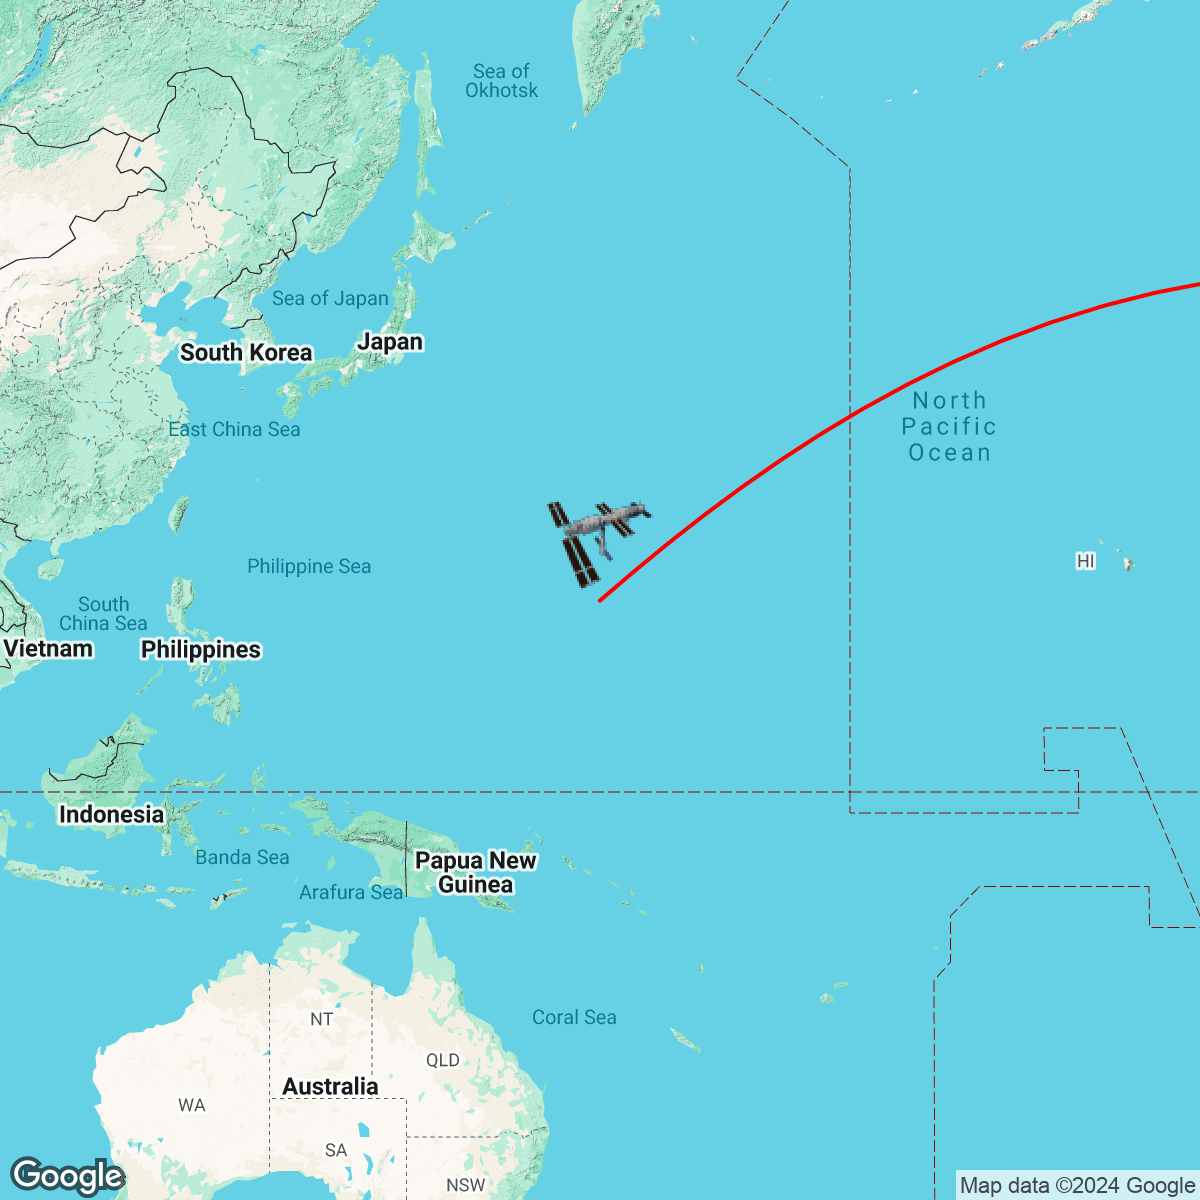 Sea of
Okhotsk
Sea of Japan
Japan
South Korea
North
Pacific
Ocean
East China Sea
Philippine Sea
HI
South
China Sea
Vietnam
Philippines
Indonesia
Banda Sea
Papua New
Guinea
Arafura Sea
Coral Sea
NT
QLD
Australia
WA
SA
NSW
Google
Map data ©2024 Google